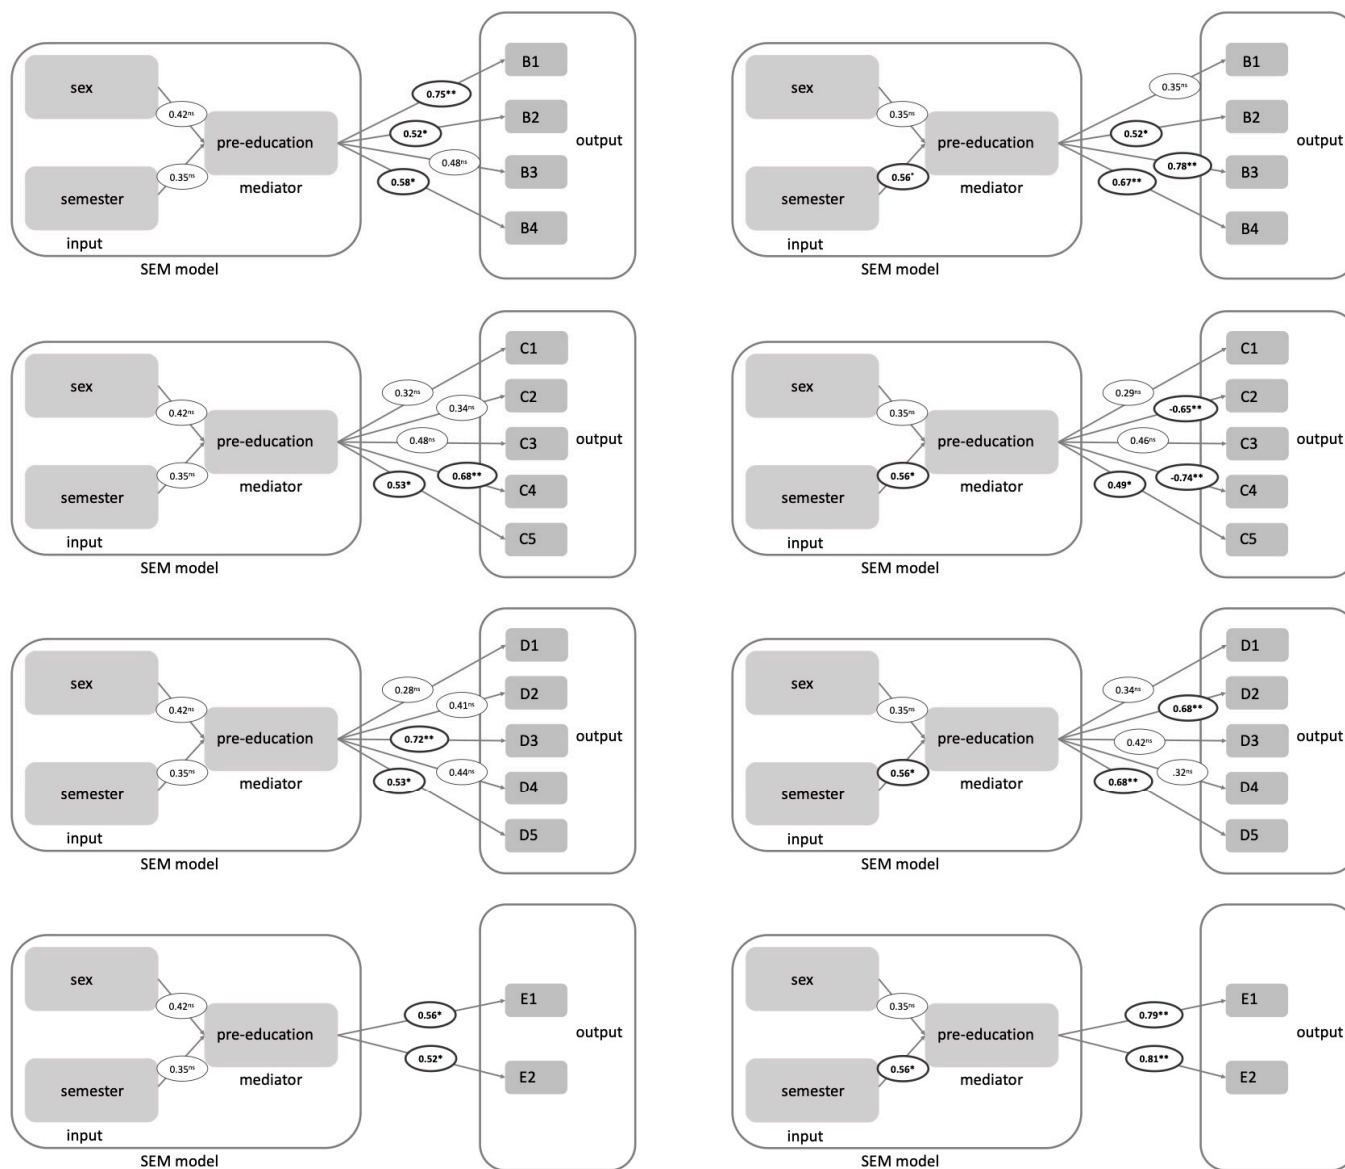 sex
0.42ns
pre-education
mediator
0.35ns
semester
input
SEM model
0.75**
0.52*
0.48ns
0.58*
B1
B2
B3
B4
output
sex
0.35ns
pre-education
mediator
0.56*
semester
input
SEM model
0.35ns
0.52*
0.78**
0.67**
B1
B2
B3
B4
output
sex
0.42ns
pre-education
mediator
0.35ns
semester
input
SEM model
0.32ns
0.34ns
0.48ns
0.68**
0.53*
C1
C2
C3
C4
C5
output
sex
0.35ns
pre-education
mediator
0.56*
semester
input
SEM model
0.29ns
-0.65**
0.46ns
-0.74**
0.49*
C1
C2
C3
C4
C5
output
sex
0.42ns
pre-education
mediator
0.35ns
semester
input
SEM model
0.28ns
0.41ns
0.72**
0.44ns
0.53*
D1
D2
D3
D4
D5
output
sex
0.35ns
pre-education
mediator
0.56*
semester
input
SEM model
0.34ns
0.68**
0.42ns
.32ns
0.68**
D1
D2
D3
D4
D5
output
sex
0.42ns
pre-education
mediator
0.35ns
semester
input
SEM model
0.56*
0.52*
E1
E2
output
sex
0.35ns
pre-education
mediator
0.56*
semester
input
SEM model
0.79**
0.81**
E1
E2
output